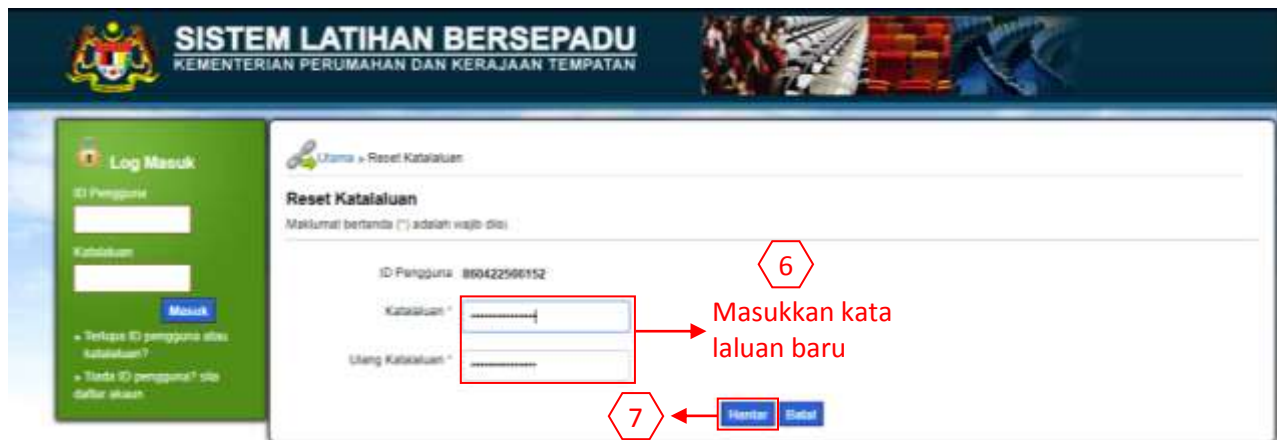 SISTEM LATIHAN BERSEPADU
KEMENTERIAN PERUMAHAN DAN KERAJAAN TEMPATAN
Log Masuk
ID Pengguna
Katalaluan
Masuk
» Terlupa ID pengguna atau
katalaluan?
» Tiada ID pengguna? sila
daftar akaun
Utama » Reset Katalaluan
Reset Katalaluan
Maklumat bertanda (*) adalah wajib diisi
ID Pengguna 860422566152
Katalaluan *
Ulang Katalaluan *
6
Masukkan kata
laluan baru
7
Hantar Batal